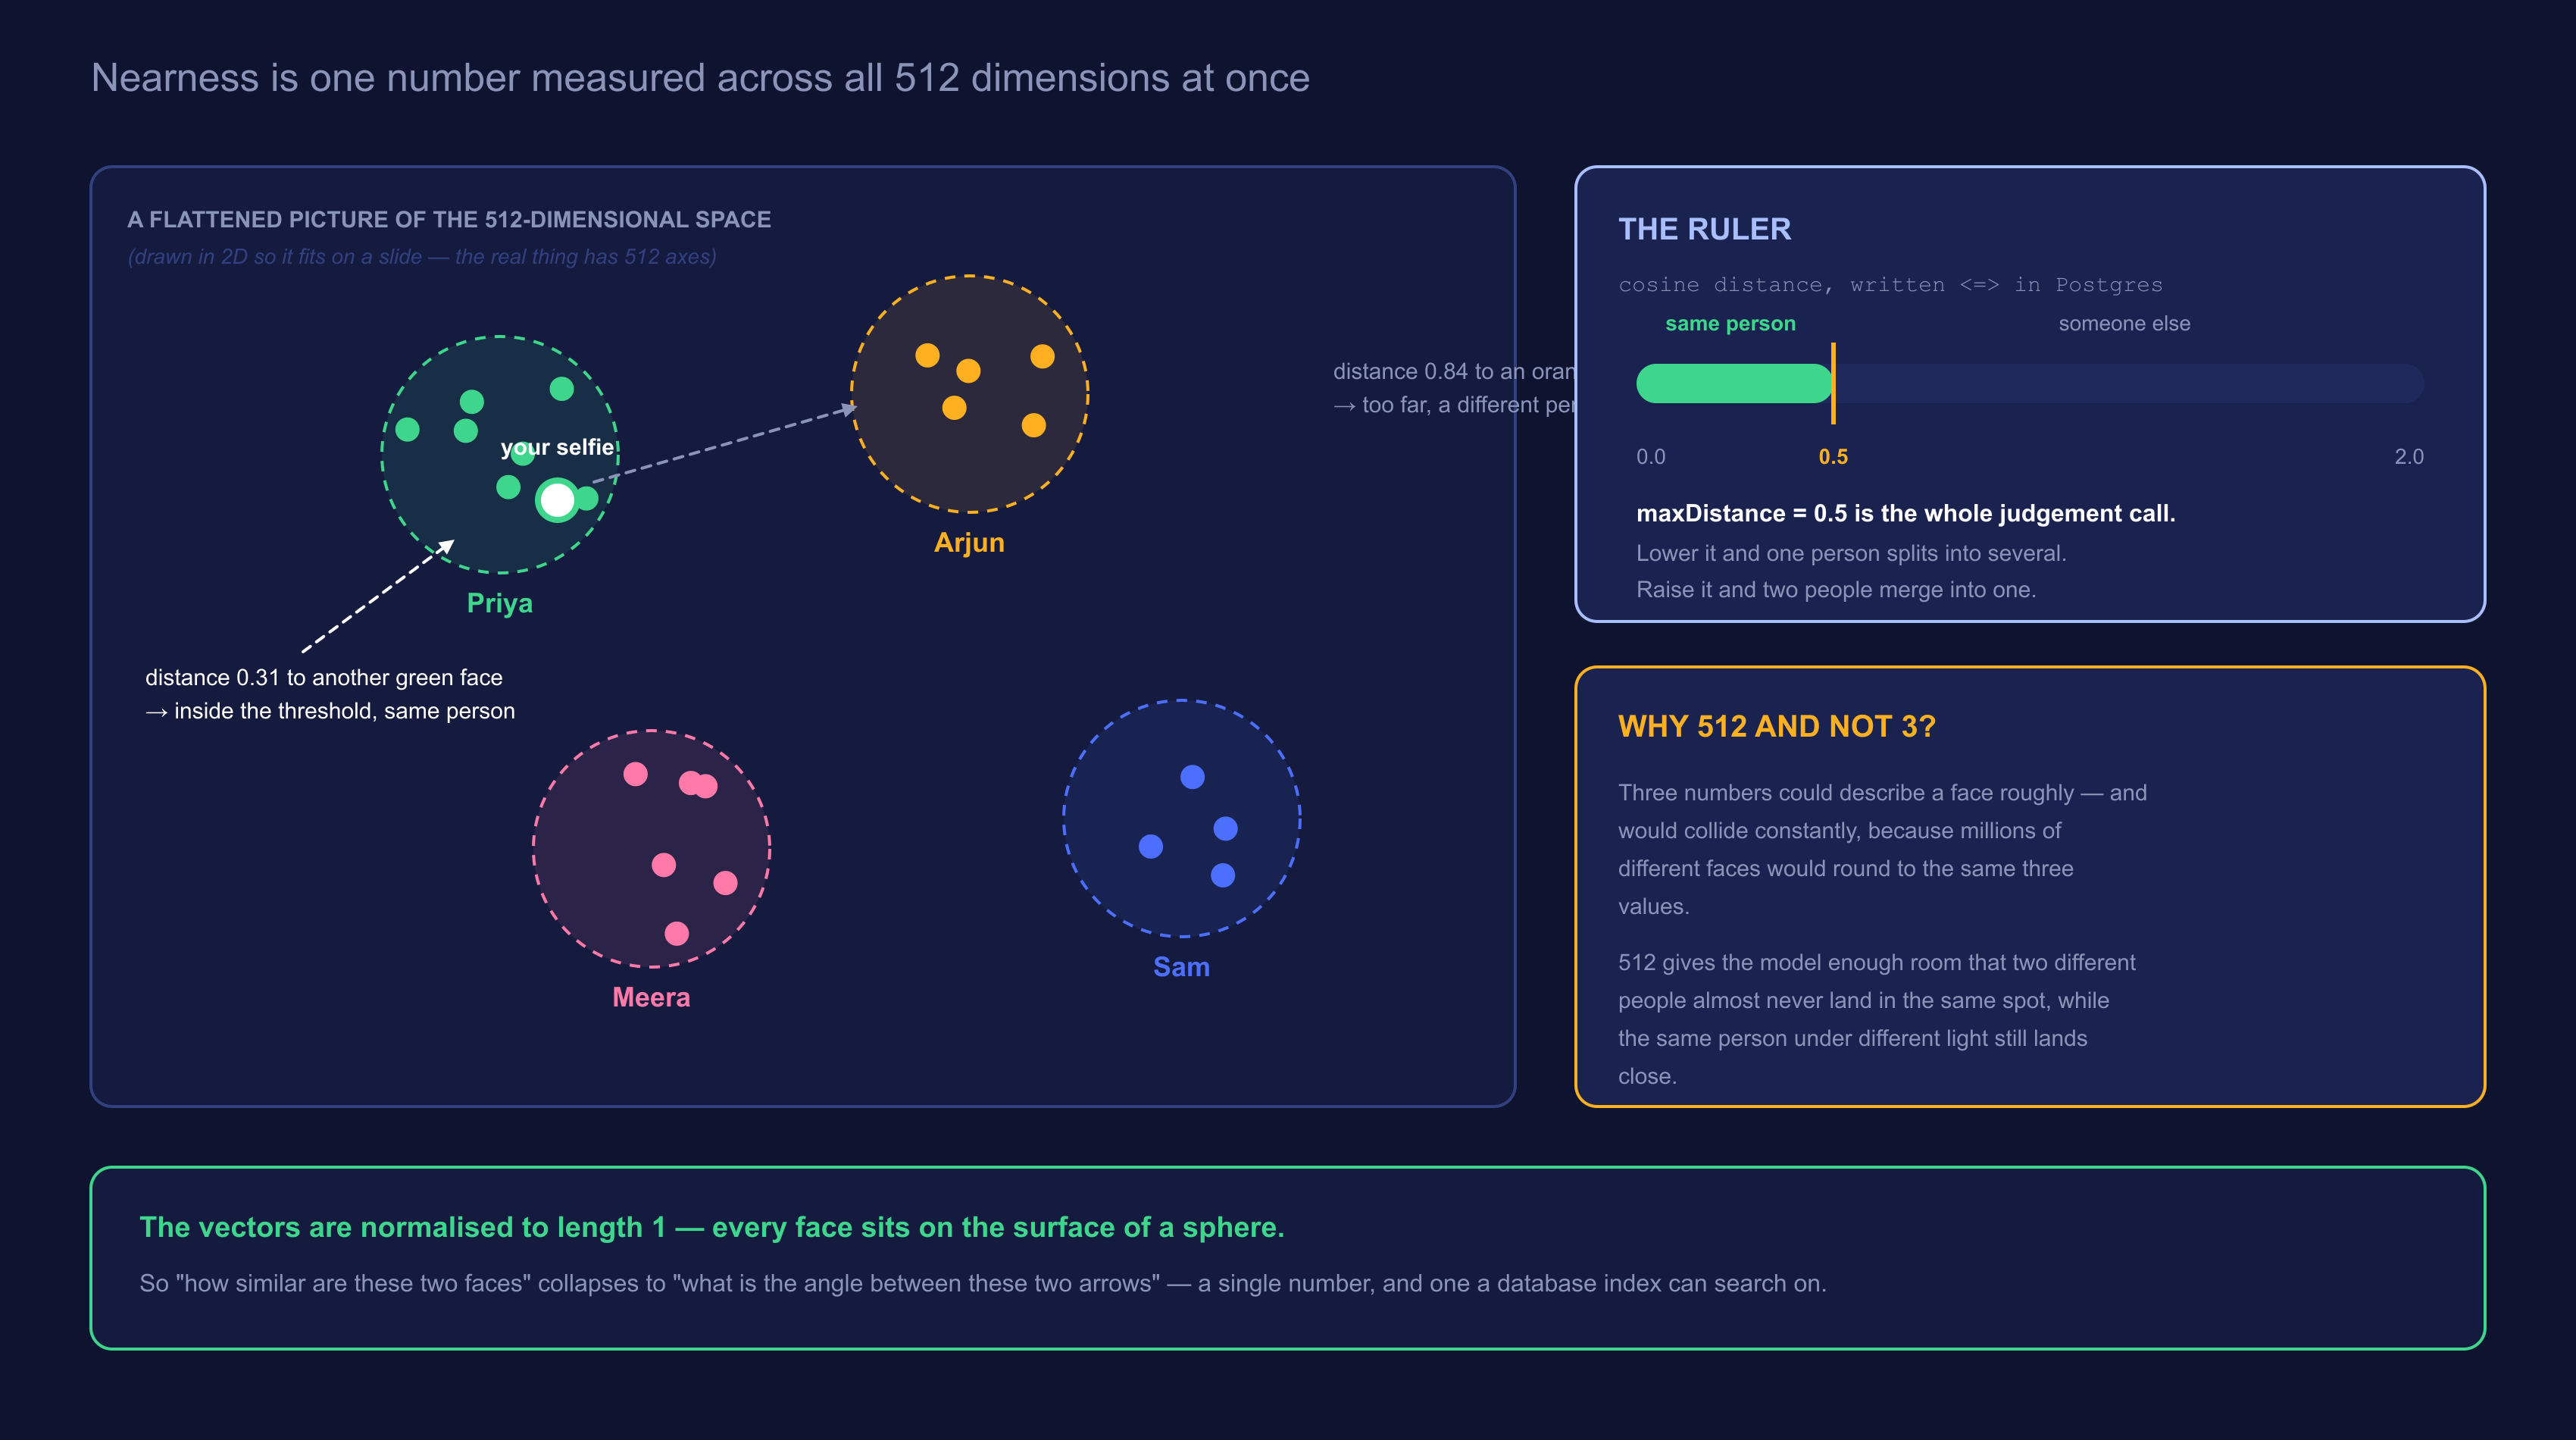 Nearness is one number measured across all 512 dimensions at once
A FLATTENED PICTURE OF THE 512-DIMENSIONAL SPACE
(drawn in 2D so it fits on a slide — the real thing has 512 axes)
your selfie
Priya
Arjun
distance 0.84 to an oran
→ too far, a different per
distance 0.31 to another green face
→ inside the threshold, same person
Meera
Sam
THE RULER
cosine distance, written <=> in Postgres
same person someone else
0.0 0.5 2.0
maxDistance = 0.5 is the whole judgement call.
Lower it and one person splits into several.
Raise it and two people merge into one.
WHY 512 AND NOT 3?
Three numbers could describe a face roughly — and
would collide constantly, because millions of
different faces would round to the same three
values.
512 gives the model enough room that two different
people almost never land in the same spot, while
the same person under different light still lands
close.
The vectors are normalised to length 1 — every face sits on the surface of a sphere.
So "how similar are these two faces" collapses to "what is the angle between these two arrows" — a single number, and one a database index can search on.